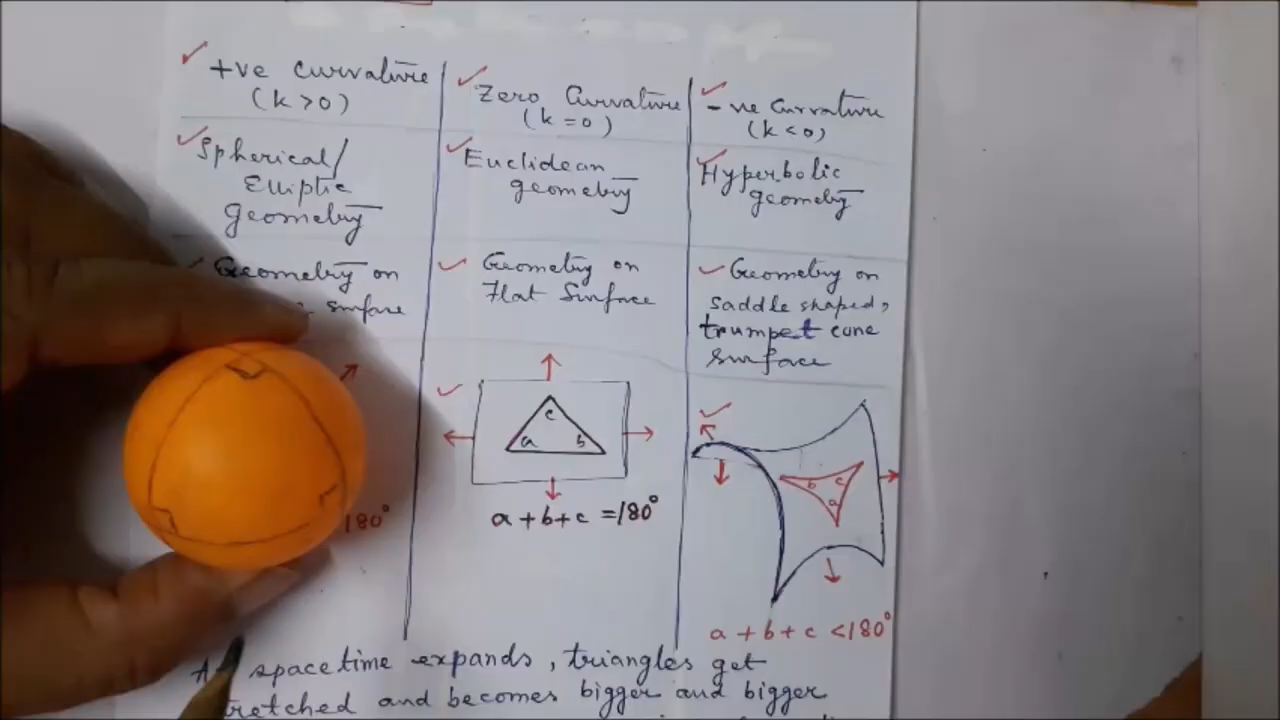 +ve curvature
(k > 0)
Spherical/
Elliptic
Geometry
Geometry on
surface
180°
Zero Curvature
(k = 0)
Euclidean
geometry
Geometry on
Flat Surface
c
a b
a + b + c = 180°
-ve Curvature
(k < 0)
Hyperbolic
geometry
Geometry on
saddle shaped,
trumpet cone
surface
b c
a
a + b + c < 180°
spacetime expands, triangles get
stretched and becomes bigger and bigger